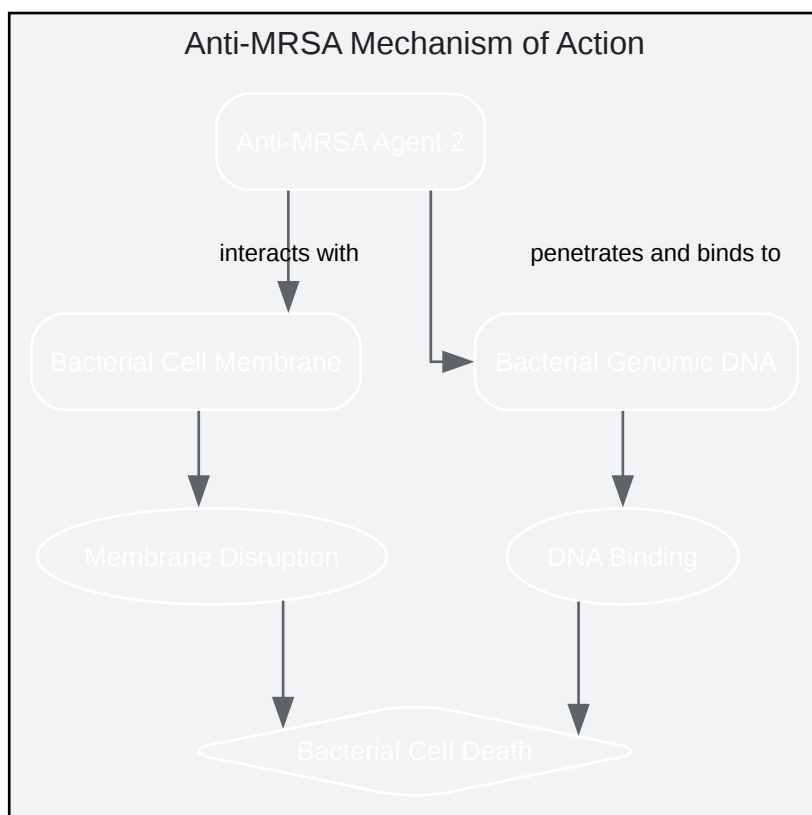 Anti-MRSA Mechanism of Action
Anti-MRSA Agent 2
interacts with
penetrates and binds to
Bacterial Cell Membrane
Bacterial Genomic DNA
Membrane Disruption
DNA Binding
Bacterial Cell Death